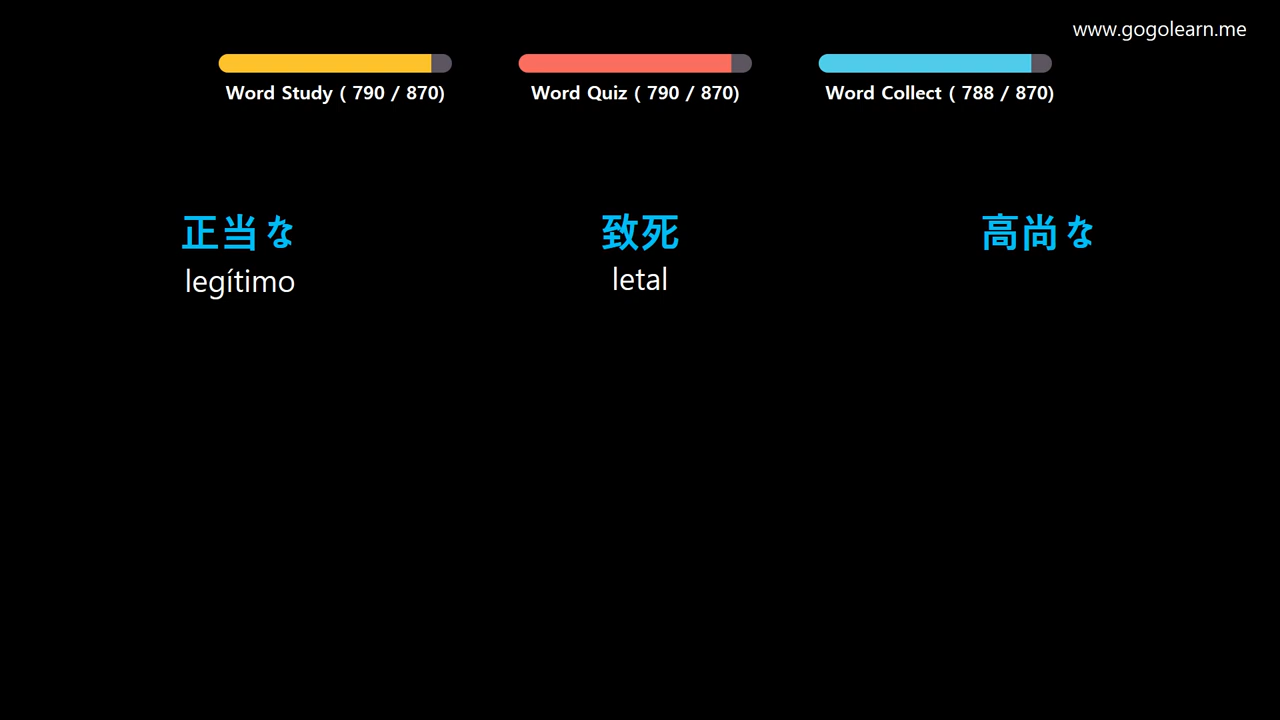 www.gogolearn.me
Word Study ( 790 / 870)
Word Quiz ( 790 / 870)
Word Collect ( 788 / 870)
正当な
legítimo
致死
letal
高尚な